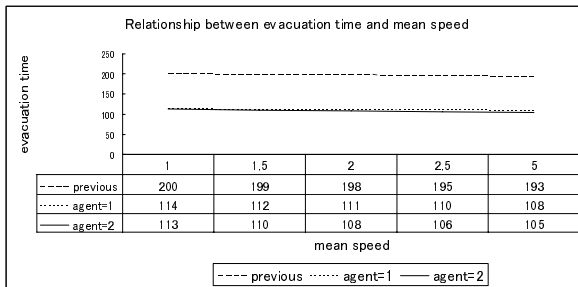 Relationship between evacuation time and mean speed
evacuation time
250
200
150
100
50
0
1 1.5 2 2.5 5
previous 200 199 198 195 193
agent=1 114 112 111 110 108
agent=2 113 110 108 106 105
mean speed
previous agent=1 agent=2